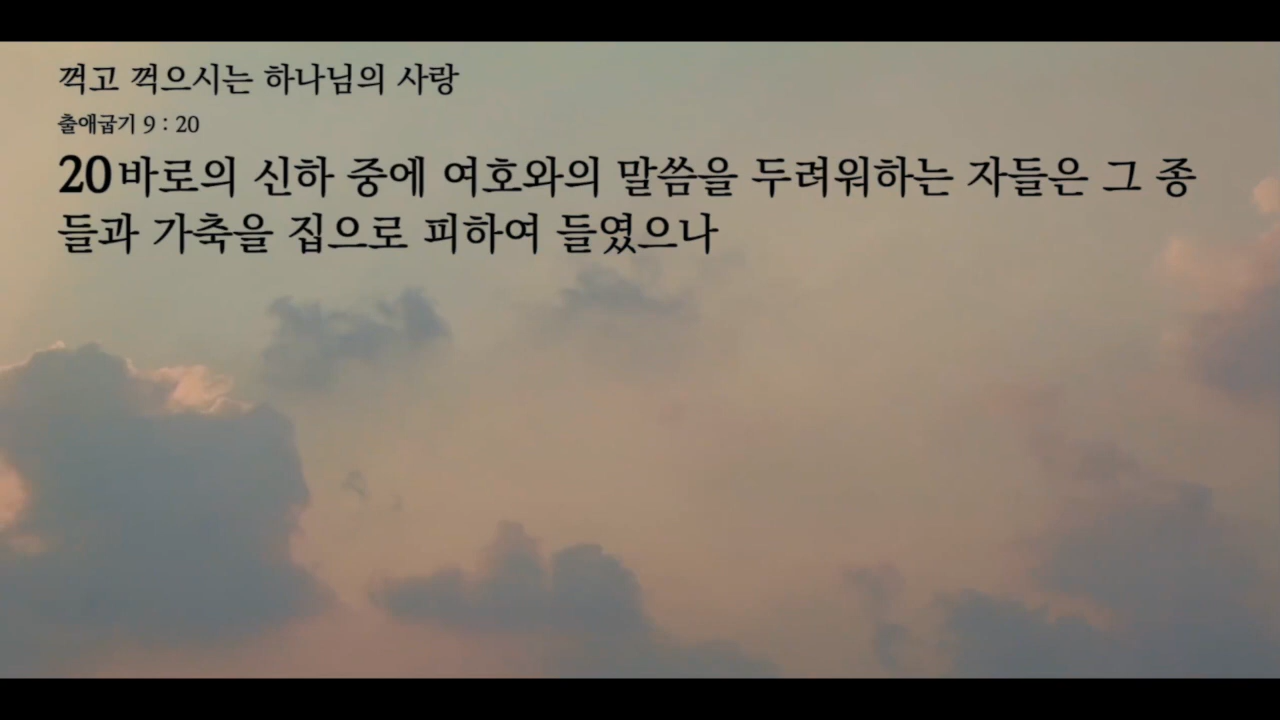 꺽고 꺽으시는 하나님의 사랑
출애굽기 9 : 20
20 바로의 신하 중에 여호와의 말씀을 두려워하는 자들은 그 종
들과 가축을 집으로 피하여 들였으나